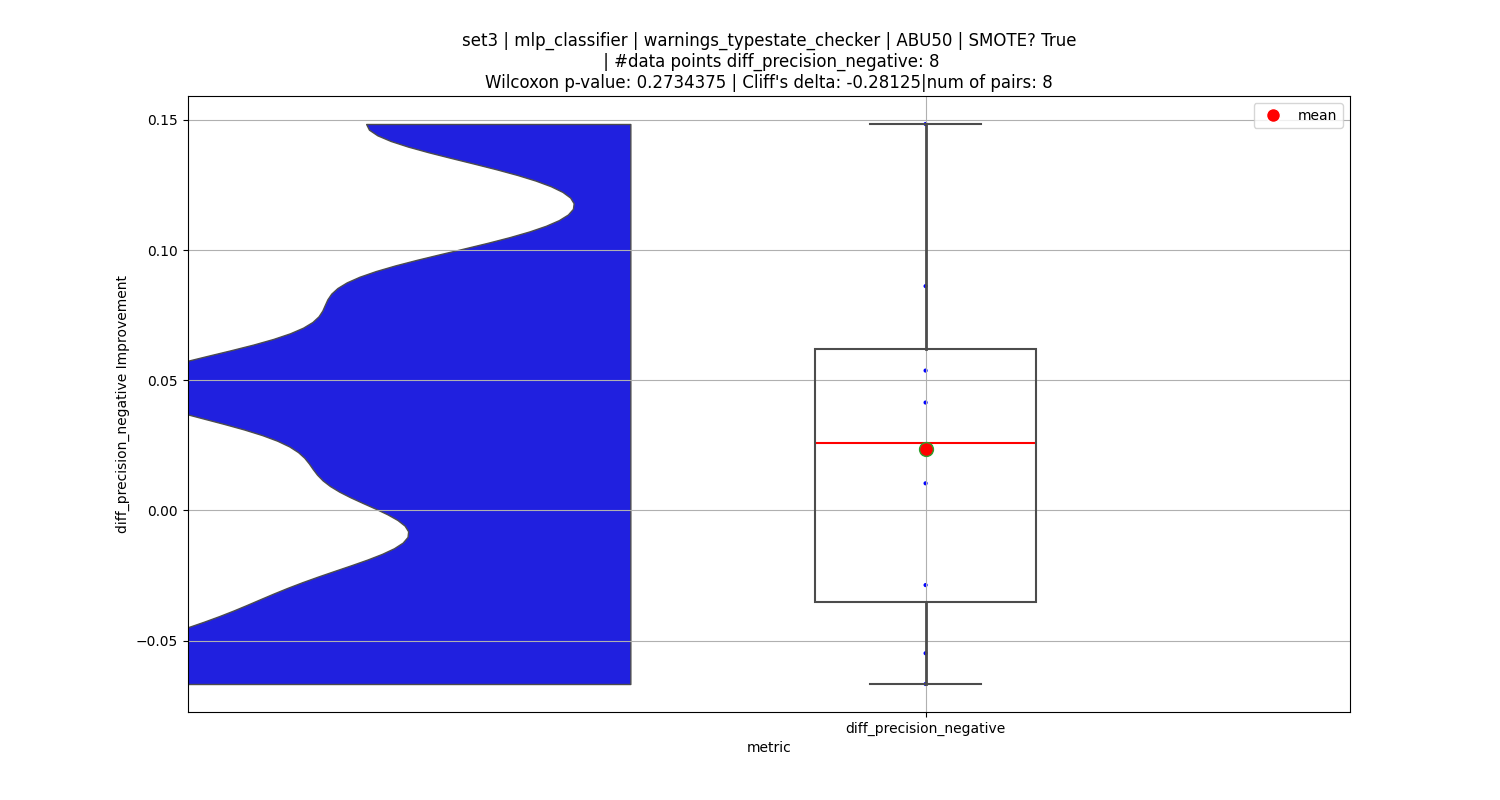 set3 | mlp_classifier | warnings_typestate_checker | ABU50 | SMOTE? True
| #data points diff_precision_negative: 8
Wilcoxon p-value: 0.2734375 | Cliff's delta: -0.28125|num of pairs: 8
mean
0.15
0.10
0.05
0.00
−0.05
diff_precision_negative Improvement
diff_precision_negative
metric